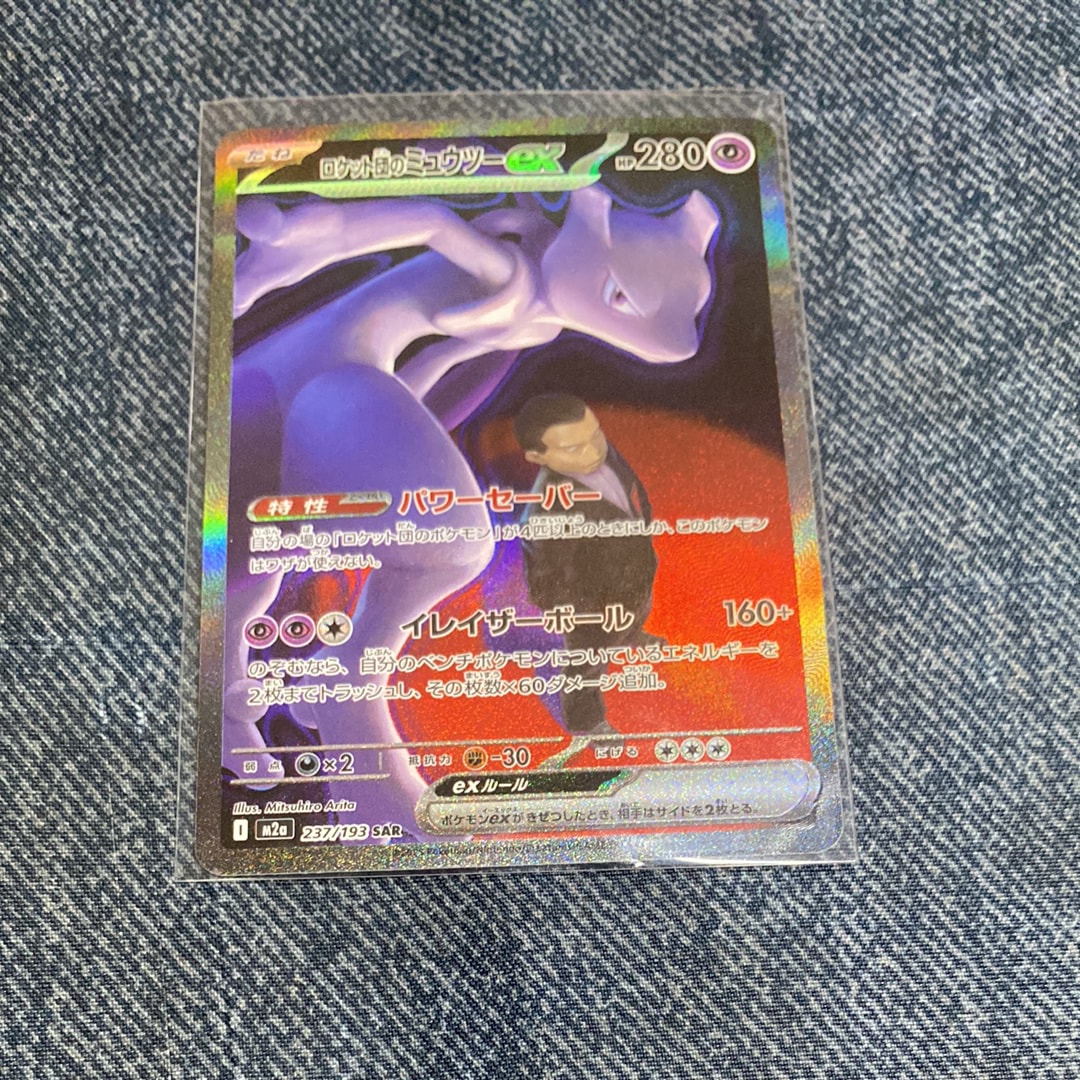 たね ロケット団のミュウツーex HP280
特性 とくせい パワーセーバー
自分の場の「ロケット団のポケモン」が4匹以上のときにしか、このポケモン
はワザが使えない。
イレイザーボール 160+
のぞむなら、自分のベンチポケモンについているエネルギーを
2枚までトラッシュし、その枚数×60ダメージ追加。
弱点 ×2 抵抗力 -30 にげる
exルール
ポケモンexがきぜつしたとき、相手はサイドを2枚とる。
Illus. Mitsuhiro Arita
I M2a 237/193 SAR